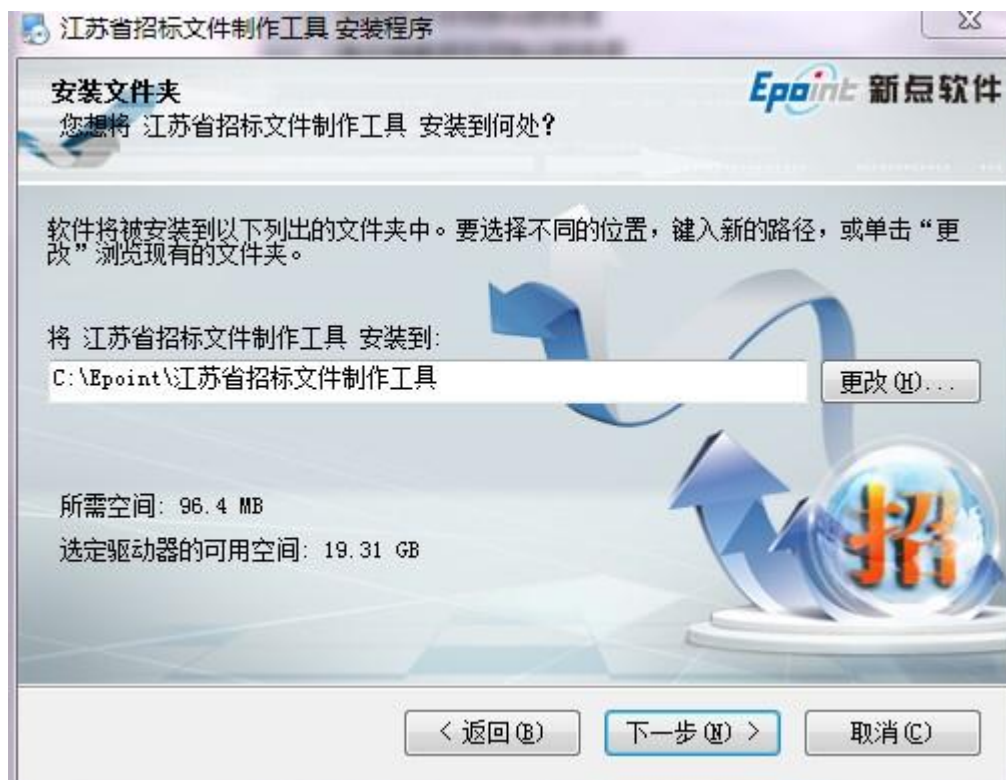 江苏省招标文件制作工具 安装程序
安装文件夹
Epoint 新点软件
您想将 江苏省招标文件制作工具 安装到何处?
软件将被安装到以下列出的文件夹中。要选择不同的位置，键入新的路径，或单击“更
改”浏览现有的文件夹。
将 江苏省招标文件制作工具 安装到:
C:\Epoint\江苏省招标文件制作工具
更改(H)...
所需空间: 96.4 MB
选定驱动器的可用空间: 19.31 GB
招
< 返回(B)
下一步(N) >
取消(C)